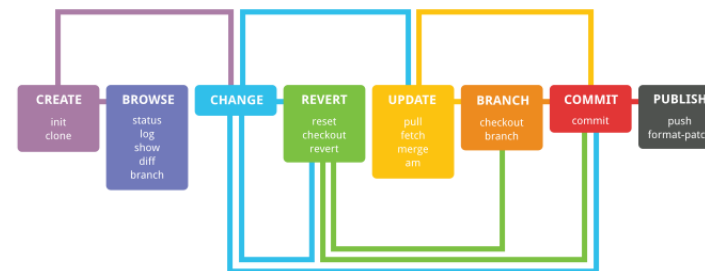 CREATE
init
clone
BROWSE
status
log
show
diff
branch
CHANGE
REVERT
reset
checkout
revert
UPDATE
pull
fetch
merge
am
BRANCH
checkout
branch
COMMIT
commit
PUBLISH
push
format-patc